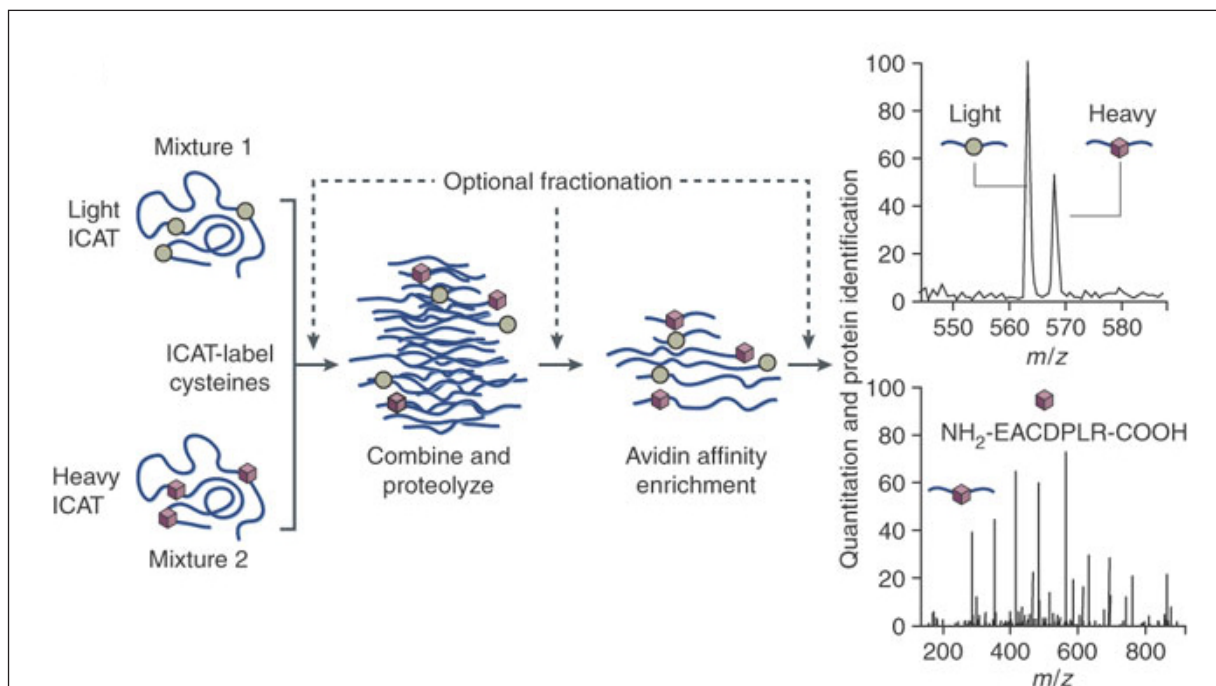 Mixture 1
Light
ICAT
ICAT-label
cysteines
Heavy
ICAT
Mixture 2
Optional fractionation
Combine and
proteolyze
Avidin affinity
enrichment
Quantitation and protein identification
100
80
60
40
20
0
Light
Heavy
550 560 570 580
m/z
100
80
60
40
20
0
NH2-EACDPLR-COOH
200 400 600 800
m/z